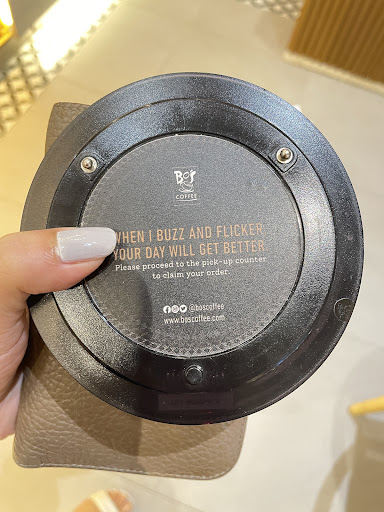 Bo's
COFFEE
WHEN I BUZZ AND FLICKER
YOUR DAY WILL GET BETTER
Please proceed to the pick-up counter
to claim your order.
@boscoffee
www.boscoffee.com